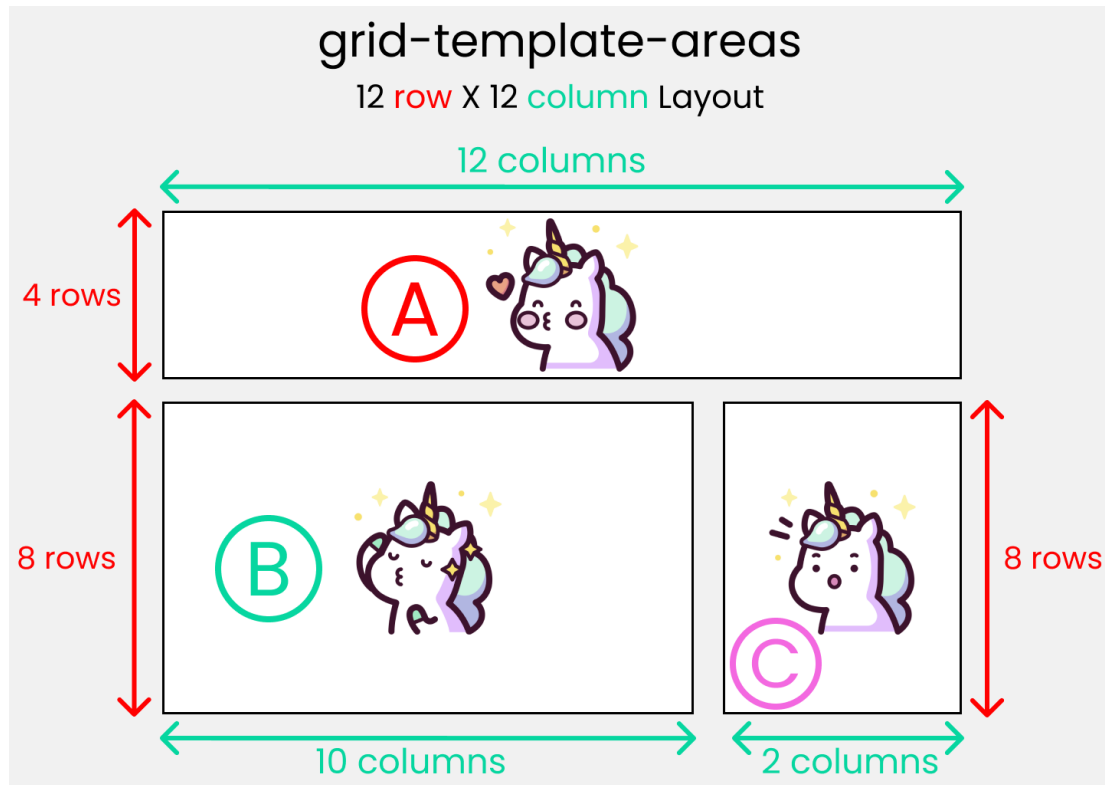 grid-template-areas
12 row X 12 column Layout
12 columns
4 rows
A
8 rows
B
C
8 rows
10 columns
2 columns